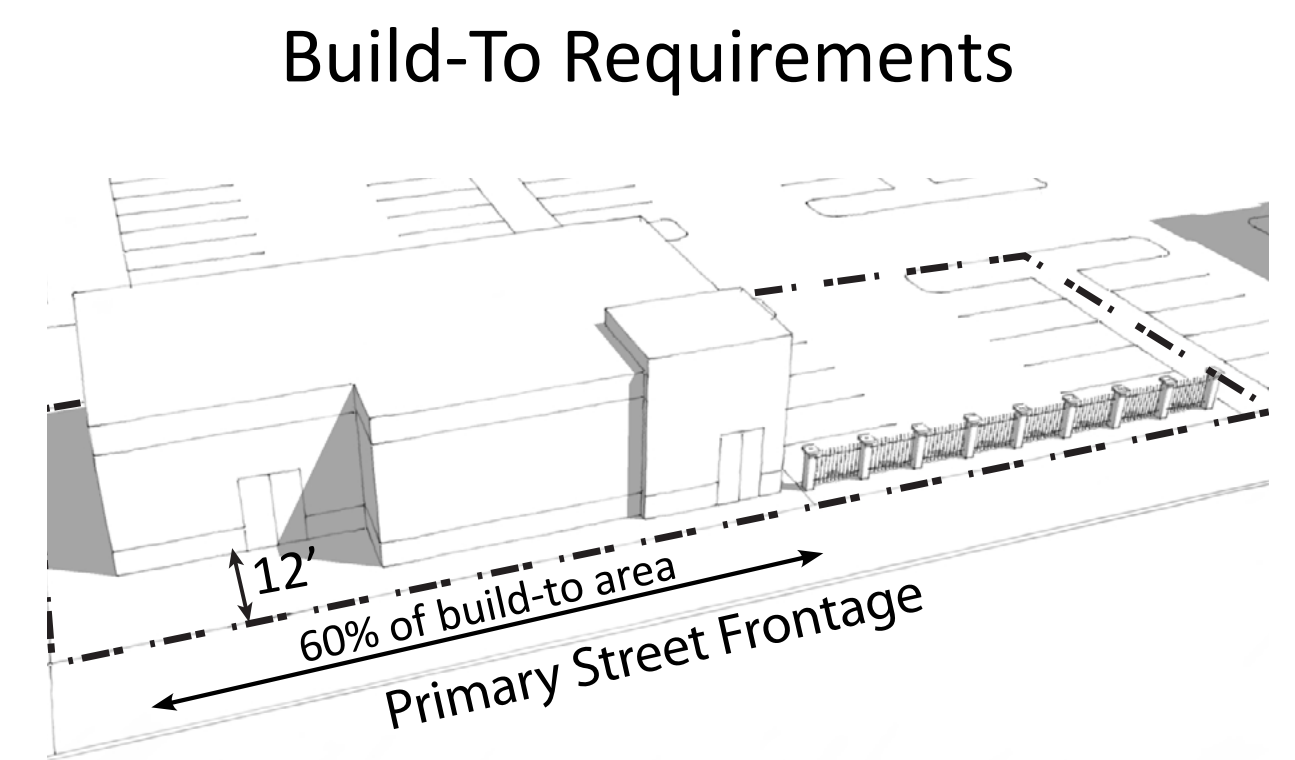 Build-To Requirements
12’
60% of build-to area
Primary Street Frontage